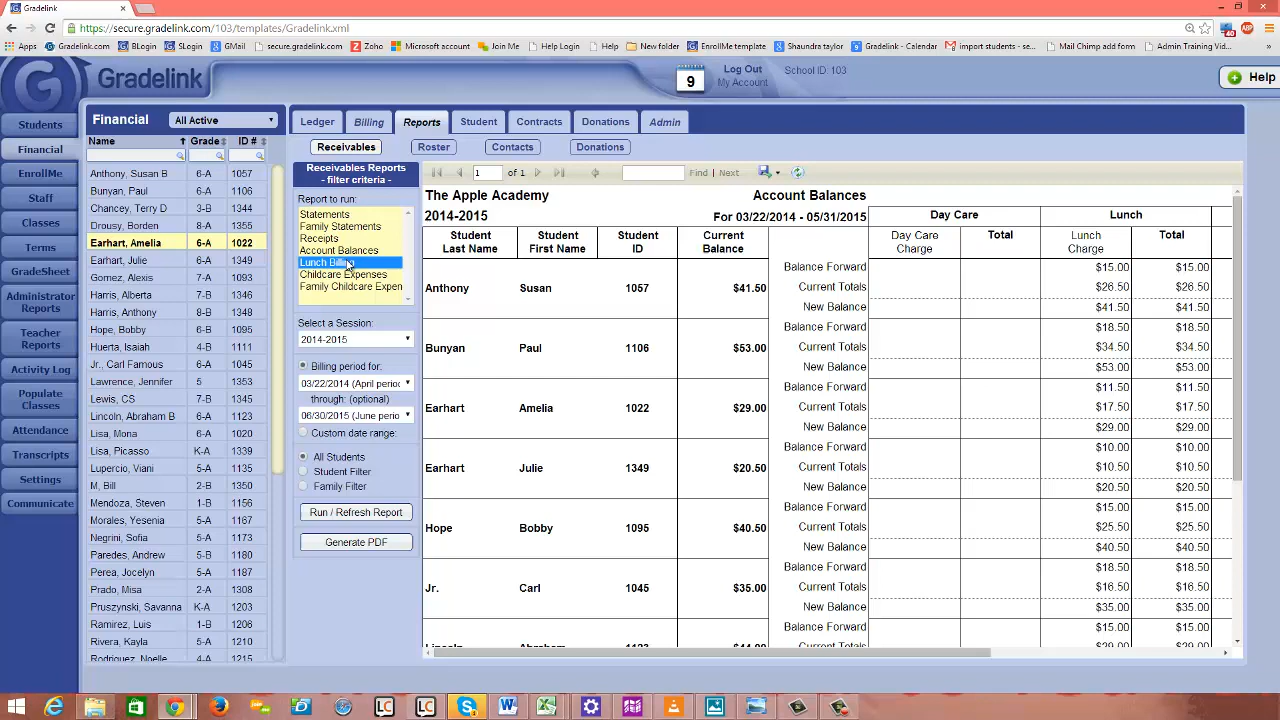 Gradelink
https://secure.gradelink.com/103/templates/Gradelink.xml
Apps Gradelink.com BLogin SLogin GMail secure.gradelink.com Zoho Microsoft account Join Me Help Login Help New folder EnrollMe template Shaundra taylor Gradelink - Calendar import students - se... Mail Chimp add from Admin Training Vid...
Gradelink
9
Log Out
My Account
School ID: 103
Help
Students
Financial
EnrollMe
Staff
Classes
Terms
GradeSheet
Administrator
Reports
Teacher
Reports
Activity Log
Populate
Classes
Attendance
Transcripts
Settings
Communicate
Financial All Active
Name Grade ID #
Anthony, Susan B 6-A 1057
Bunyan, Paul 6-A 1106
Chancey, Terry D 3-B 1344
Drousy, Borden 8-A 1355
Earhart, Amelia 6-A 1022
Earhart, Julie 6-A 1349
Gomez, Alexis K-A 1093
Harris, Alberta 7-B 1346
Harris, Anthony 8-B 1348
Hope, Bobby 6-B 1095
Huerta, Isaiah 4-B 1111
Jr., Carl Famous 6-A 1045
Lawrence, Jennifer 5 1353
Lewis, CS 7-B 1345
Lincoln, Abraham B 6-A 1123
Lisa, Mona 6-A 1020
Lisa, Picasso K-A 1339
Lupercio, Viani 5-A 1131
M, Bill 2-B 1350
Mendoza, Steven 1-B 1156
Morales, Yesenia 5-A 1167
Negrini, Sofia 5-A 1173
Paredes, Andrew 5-B 1180
Perea, Jocelyn 5-A 1187
Prado, Misa 2-A 1308
Pruszynski, Savanna K-A 1203
Ramirez, Luis 1-B 1206
Rivera, Kayla 5-A 1210
Rodriguez, Noelle 4-A 1215
Ledger Billing Reports Student Contracts Donations Admin
Receivables Roster Contacts Donations
Receivables Reports
- filter criteria -
Report to run:
Statements
Family Statements
Receipts
Account Balances
Lunch Billing
Childcare Expenses
Family Childcare Expen
Select a Session:
2014-2015
Billing period for:
03/22/2014 (April perioc
through: (optional)
06/30/2015 (June perio
Custom date range:
All Students
Student Filter
Family Filter
Run / Refresh Report
Generate PDF
1 of 1 Find Next
The Apple Academy Account Balances
2014-2015 For 03/22/2014 - 05/31/2015 Day Care Lunch
Student Last Name Student First Name Student ID Current Balance Day Care Charge Total Lunch Charge Total
Balance Forward $15.00 $15.00
Anthony Susan 1057 $41.50 Current Totals $26.50 $26.50
New Balance $41.50 $41.50
Balance Forward $18.50 $18.50
Bunyan Paul 1106 $53.00 Current Totals $34.50 $34.50
New Balance $53.00 $53.00
Balance Forward $11.50 $11.50
Earhart Amelia 1022 $29.00 Current Totals $17.50 $17.50
New Balance $29.00 $29.00
Balance Forward $10.00 $10.00
Earhart Julie 1349 $20.50 Current Totals $10.50 $10.50
New Balance $20.50 $20.50
Balance Forward $15.00 $15.00
Hope Bobby 1095 $40.50 Current Totals $25.50 $25.50
New Balance $40.50 $40.50
Balance Forward $18.50 $18.50
Jr. Carl 1045 $35.00 Current Totals $16.50 $16.50
New Balance $35.00 $35.00
Balance Forward $15.00 $15.00
Lincoln Abraham 1123 $44.00 Current Totals $29.00 $29.00